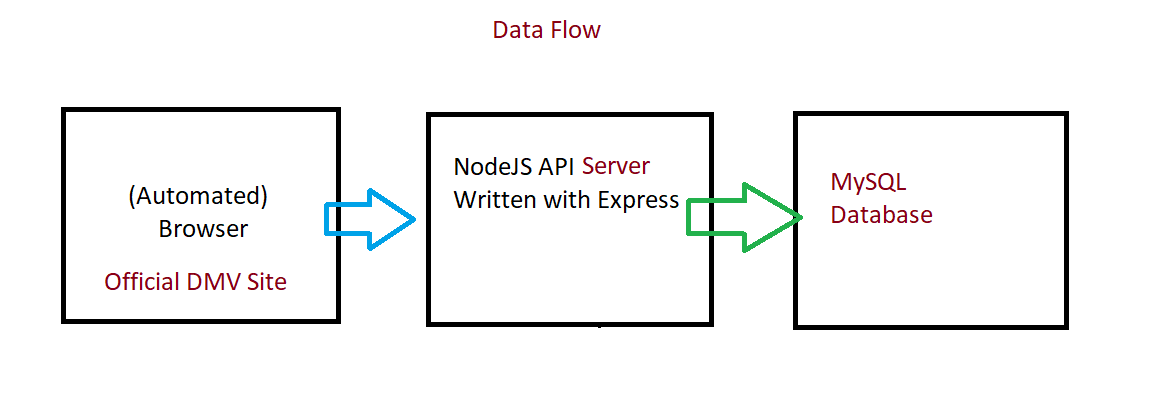 Data Flow
(Automated)
Browser
Official DMV Site
NodeJS API Server
Written with Express
MySQL
Database